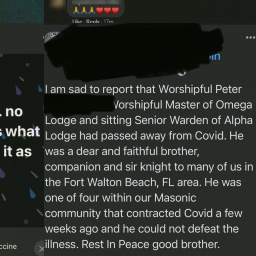 Like Reply 17m
in
I am sad to report that Worshipful Peter
Worshipful Master of Omega
Lodge and sitting Senior Warden of Alpha
Lodge had passed away from Covid. He
was a dear and faithful brother,
companion and sir knight to many of us in
the Fort Walton Beach, FL area. He was
one of four within our Masonic
community that contracted Covid a few
weeks ago and he could not defeat the
illness. Rest In Peace good brother.
. no
s what
it as
ccine